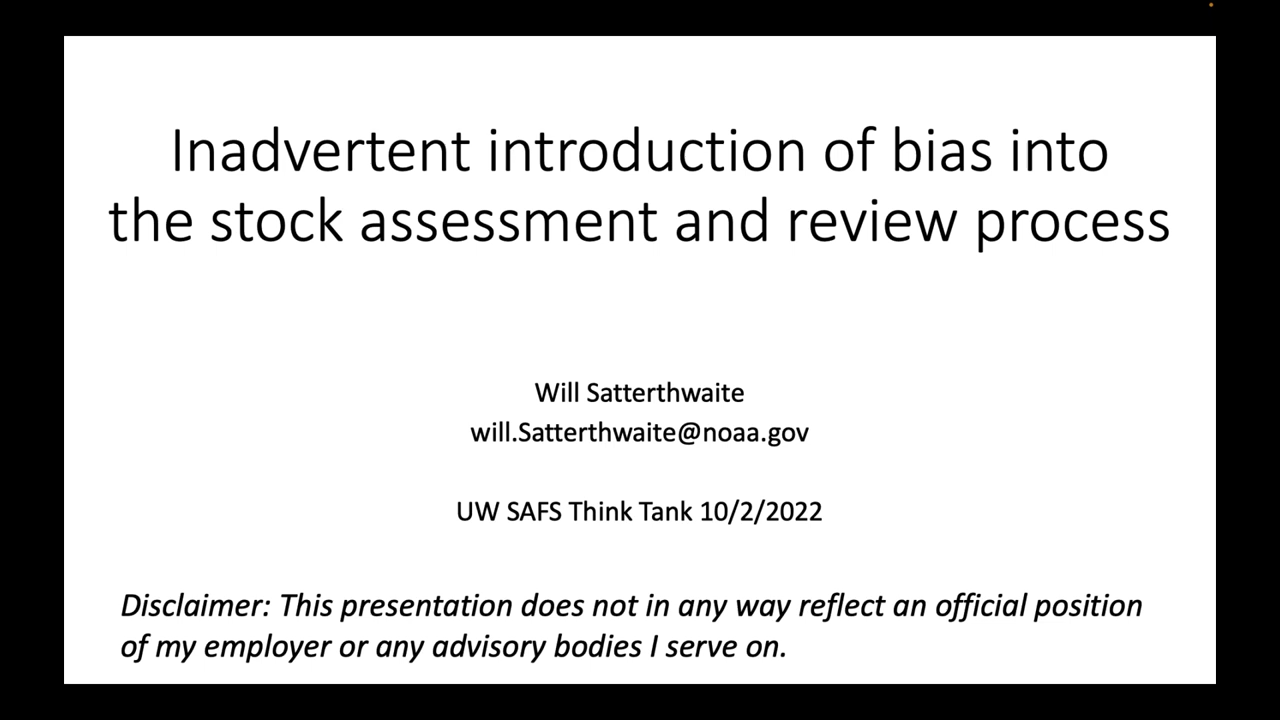 Inadvertent introduction of bias into
the stock assessment and review process
Will Satterthwaite
will.Satterthwaite@noaa.gov
UW SAFS Think Tank 10/2/2022
Disclaimer: This presentation does not in any way reflect an official position
of my employer or any advisory bodies I serve on.